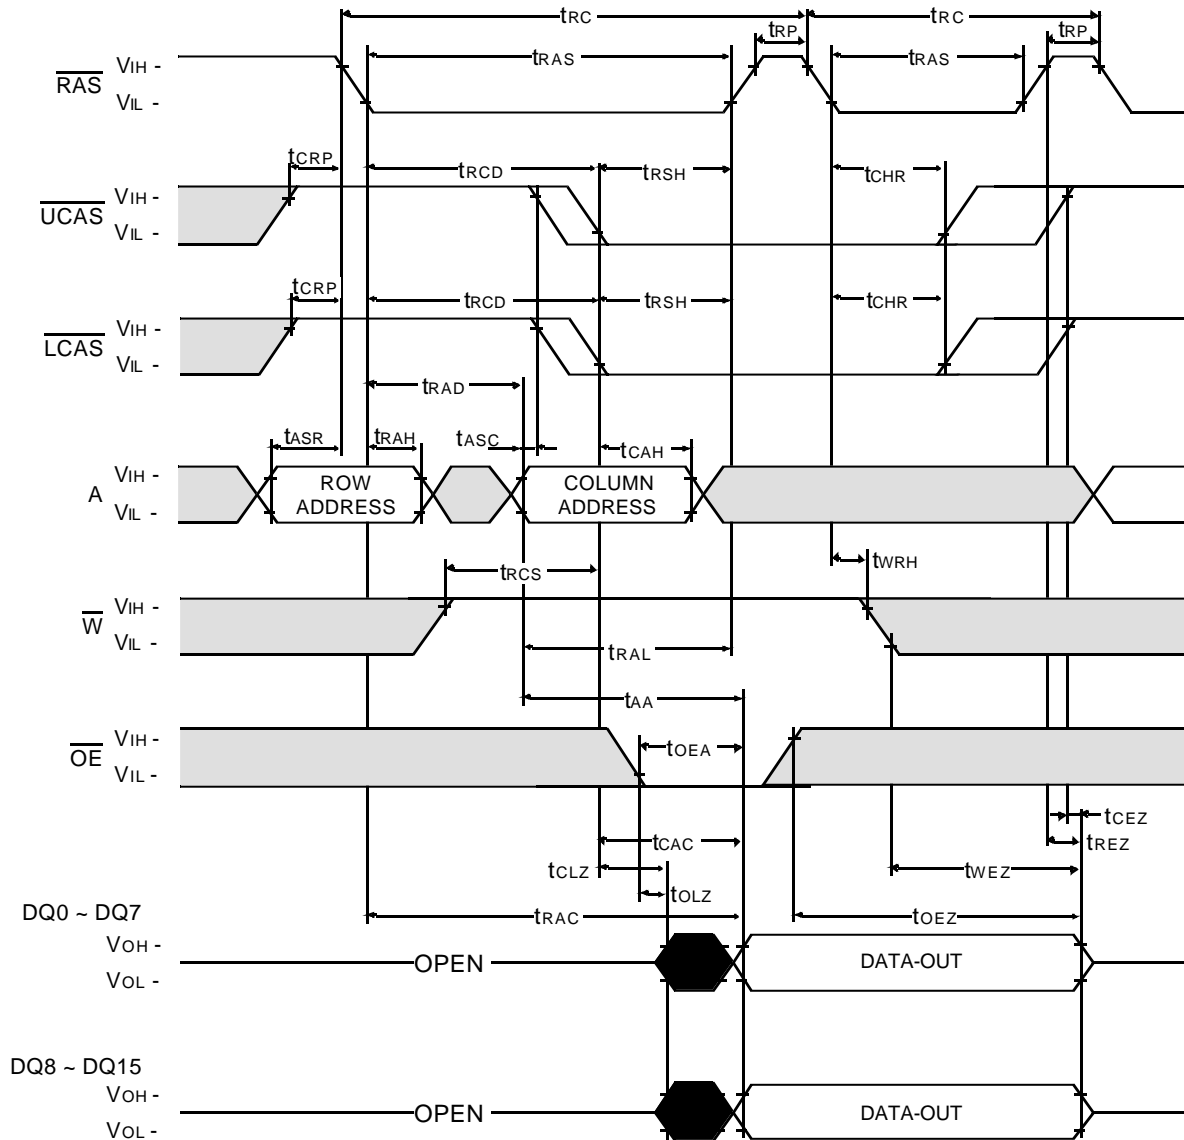 tRC tRC
tRP tRP
tRAS tRAS
RAS VIH -
VIL -
tCRP tRCD tRSH tCHR
UCAS VIH -
VIL -
tCRP tRCD tRSH tCHR
LCAS VIH -
VIL -
tRAD
tASR tRAH tASC tCAH
A VIH -
VIL -
ROW ADDRESS
COLUMN ADDRESS
tRCS tWRH
W VIH -
VIL -
tRAL
tAA
OE VIH -
VIL -
tOEA
tCEZ
tCAC tREZ
tCLZ tWEZ
tOLZ
DQ0 ~ DQ7 tRAC tOEZ
VOH -
VOL -
OPEN DATA-OUT
DQ8 ~ DQ15
VOH -
VOL -
OPEN DATA-OUT